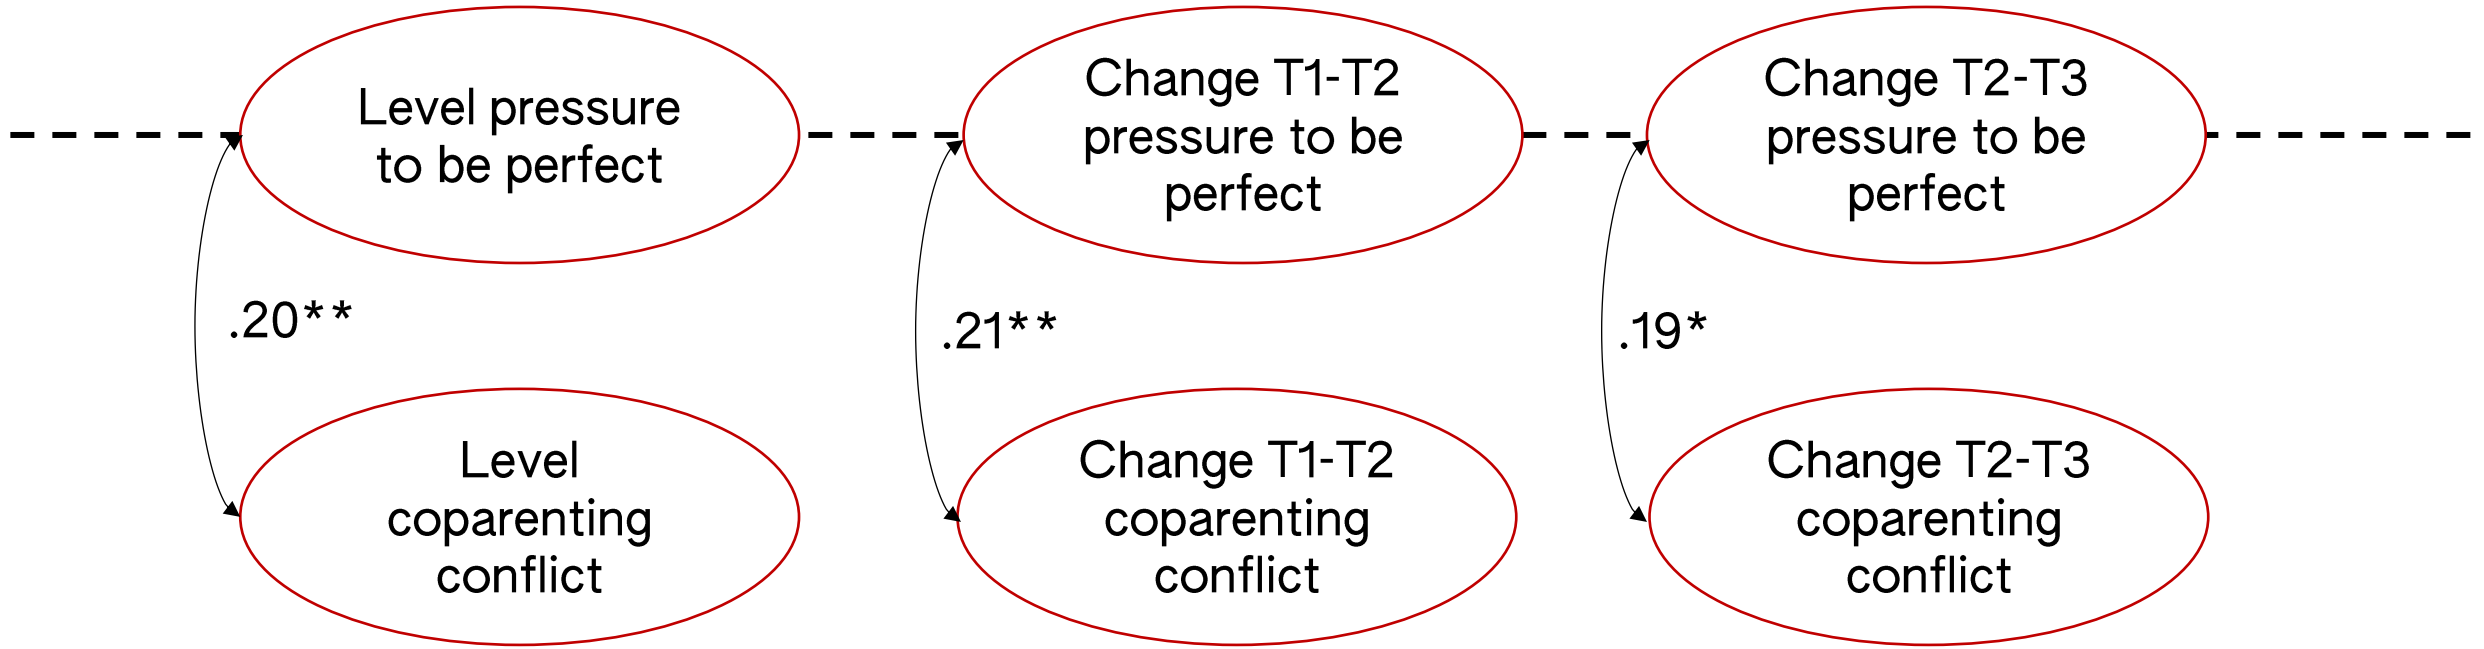 Level pressure
to be perfect
Change T1-T2
pressure to be
perfect
Change T2-T3
pressure to be
perfect
.20**
.21**
.19*
Level
coparenting
conflict
Change T1-T2
coparenting
conflict
Change T2-T3
coparenting
conflict